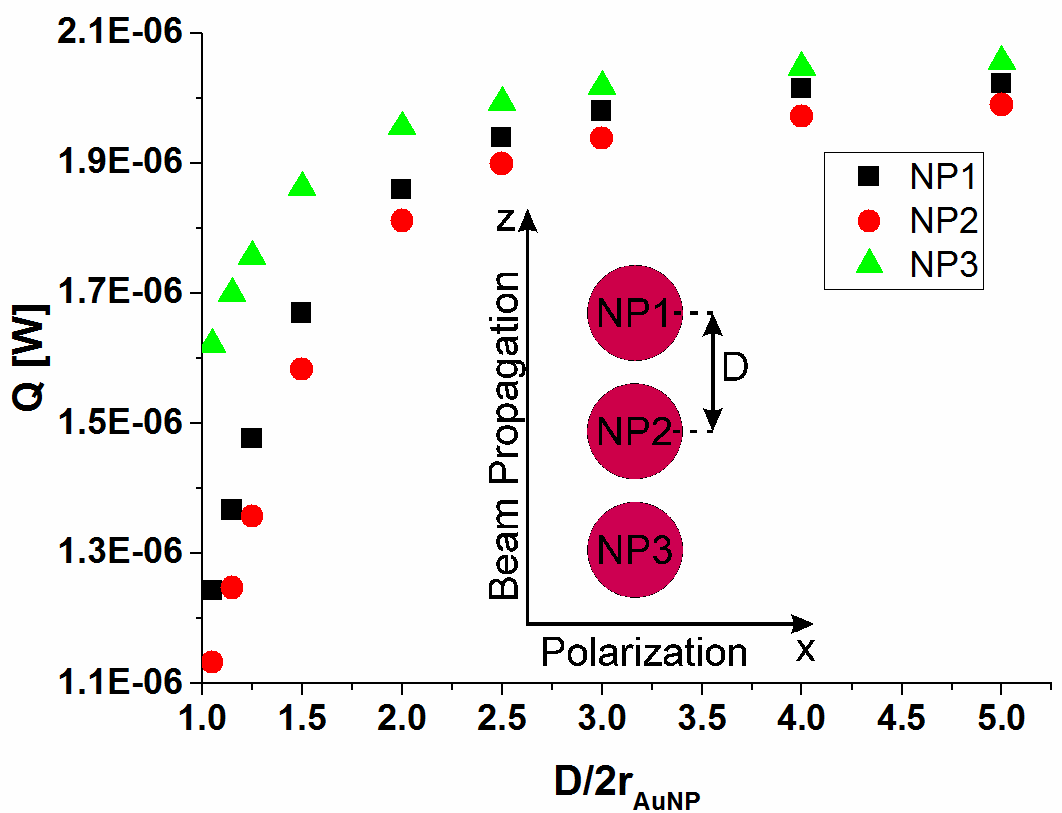 2.1E-06
1.9E-06
1.7E-06
1.5E-06
1.3E-06
1.1E-06
Q [W]
1.0 1.5 2.0 2.5 3.0 3.5 4.0 4.5 5.0
D/2rAuNP
NP1
NP2
NP3
z
Beam Propagation
NP1
D
NP2
NP3
Polarization x